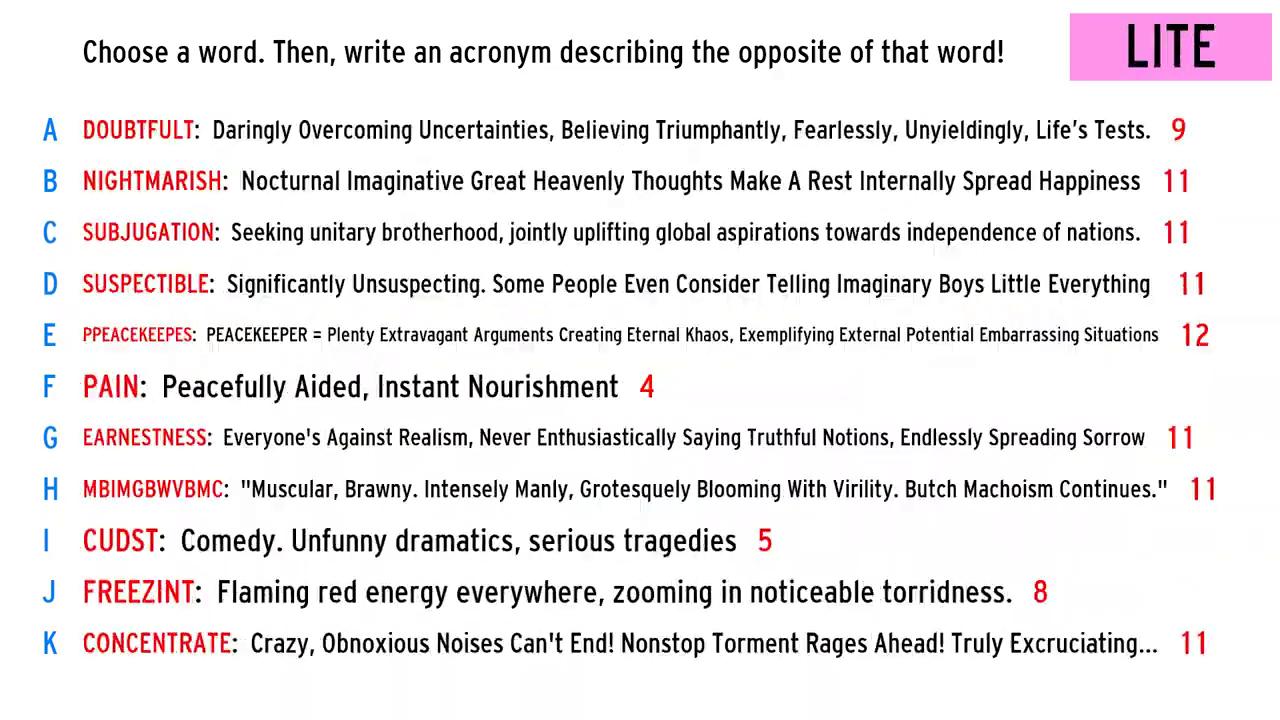 Choose a word. Then, write an acronym describing the opposite of that word!
LITE
A DOUBTFULT: Daringly Overcoming Uncertainties, Believing Triumphantly, Fearlessly, Unyieldingly, Life's Tests. 9
B NIGHTMARISH: Nocturnal Imaginative Great Heavenly Thoughts Make A Rest Internally Spread Happiness 11
C SUBJUGATION: Seeking unitary brotherhood, jointly uplifting global aspirations towards independence of nations. 11
D SUSPECTIBLE: Significantly Unsuspecting. Some People Even Consider Telling Imaginary Boys Little Everything 11
E PPEACEKEEPES: PEACEKEEPER = Plenty Extravagant Arguments Creating Eternal Khaos, Exemplifying External Potential Embarrassing Situations 12
F PAIN: Peacefully Aided, Instant Nourishment 4
G EARNESTNESS: Everyone's Against Realism, Never Enthusiastically Saying Truthful Notions, Endlessly Spreading Sorrow 11
H MBIMGBWVBMC: "Muscular, Brawny. Intensely Manly, Grotesquely Blooming With Virility. Butch Machoism Continues." 11
I CUDST: Comedy. Unfunny dramatics, serious tragedies 5
J FREEZINT: Flaming red energy everywhere, zooming in noticeable torridness. 8
K CONCENTRATE: Crazy, Obnoxious Noises Can't End! Nonstop Torment Rages Ahead! Truly Excruciating... 11